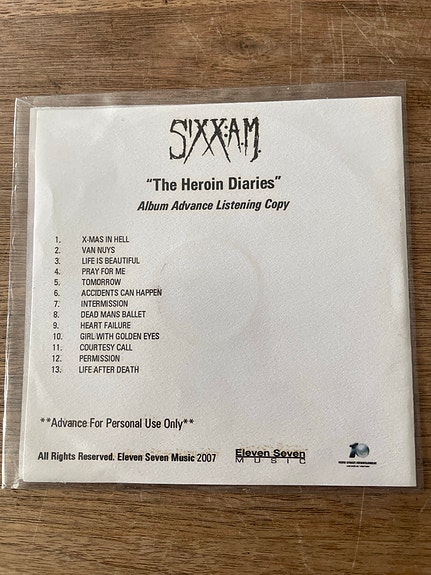 SIXX:A.M.
"The Heroin Diaries"
Album Advance Listening Copy
1. X-MAS IN HELL
2. VAN NUYS
3. LIFE IS BEAUTIFUL
4. PRAY FOR ME
5. TOMORROW
6. ACCIDENTS CAN HAPPEN
7. INTERMISSION
8. DEAD MANS BALLET
9. HEART FAILURE
10. GIRL WITH GOLDEN EYES
11. COURTESY CALL
12. PERMISSION
13. LIFE AFTER DEATH
**Advance For Personal Use Only**
All Rights Reserved. Eleven Seven Music 2007
Eleven Seven
MUSIC
10